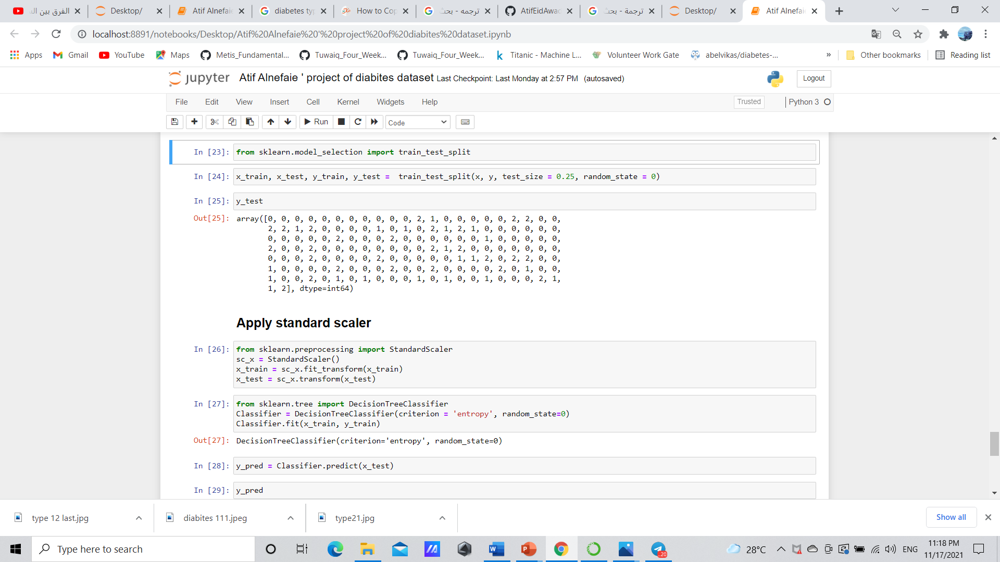 الفرق بين الد
Desktop/
Atif Alnefaie
diabetes typ
How to Cop
ترجمه - بحث
AtifEidAwad
ترجمة - بحث
Desktop/
Atif Alnefaie
localhost:8891/notebooks/Desktop/Atif%20Alnefaie%20'%20project%20of%20diabites%20dataset.ipynb
Apps
Gmail
YouTube
Maps
Metis_Fundamental...
Tuwaiq_Four_Week...
Tuwaiq_Four_Week...
Titanic - Machine L...
Volunteer Work Gate
abelvikas/diabetes-...
»
Other bookmarks
Reading list
jupyter
Atif Alnefaie ' project of diabites dataset Last Checkpoint: Last Monday at 2:57 PM (autosaved)
Logout
File Edit View Insert Cell Kernel Widgets Help
Trusted
Python 3
Run
Code
In [23]: from sklearn.model_selection import train_test_split
In [24]: x_train, x_test, y_train, y_test = train_test_split(x, y, test_size = 0.25, random_state = 0)
In [25]: y_test
Out[25]: array([0, 0, 0, 0, 0, 0, 0, 0, 0, 0, 0, 2, 1, 0, 0, 0, 0, 0, 2, 2, 0, 0,
2, 2, 1, 2, 0, 0, 0, 0, 1, 0, 1, 0, 2, 1, 2, 1, 0, 0, 0, 0, 0, 0,
0, 0, 0, 0, 0, 2, 0, 0, 0, 2, 0, 0, 0, 0, 0, 0, 1, 0, 0, 0, 0, 0,
2, 0, 0, 2, 0, 0, 0, 0, 0, 0, 0, 0, 2, 1, 2, 0, 0, 0, 0, 0, 0, 0,
0, 0, 0, 2, 0, 0, 0, 0, 2, 0, 0, 0, 0, 0, 1, 1, 2, 0, 2, 2, 0, 0,
1, 0, 0, 0, 0, 2, 0, 0, 0, 2, 0, 0, 2, 0, 0, 0, 0, 2, 0, 1, 0, 0,
1, 0, 0, 2, 0, 1, 0, 1, 0, 0, 0, 1, 0, 1, 0, 0, 1, 0, 0, 0, 2, 1,
1, 2], dtype=int64)
Apply standard scaler
In [26]: from sklearn.preprocessing import StandardScaler
sc_x = StandardScaler()
x_train = sc_x.fit_transform(x_train)
x_test = sc_x.transform(x_test)
In [27]: from sklearn.tree import DecisionTreeClassifier
Classifier = DecisionTreeClassifier(criterion = 'entropy', random_state=0)
Classifier.fit(x_train, y_train)
Out[27]: DecisionTreeClassifier(criterion='entropy', random_state=0)
In [28]: y_pred = Classifier.predict(x_test)
In [29]: y_pred
type 12 last.jpg
diabites 111.jpeg
type21.jpg
Show all
Type here to search
20
28°C
ENG
11:18 PM
11/17/2021